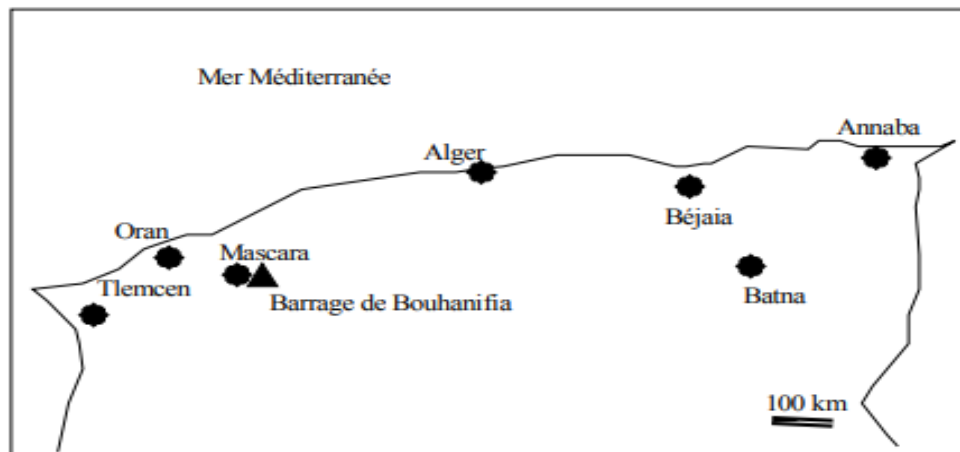 Mer Méditerranée
Annaba
Alger
Béjaia
Oran
Mascara
Tlemcen
Barrage de Bouhanifia
Batna
100 km